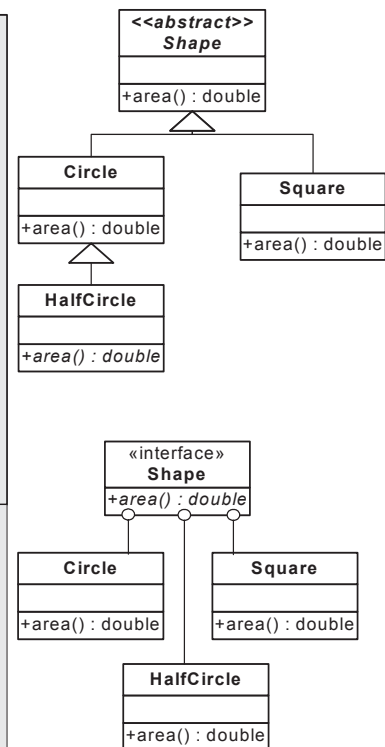 <<abstract>>
Shape
+area() : double
Circle
+area() : double
Square
+area() : double
HalfCircle
+area() : double
«interface»
Shape
+area() : double
Circle
+area() : double
Square
+area() : double
HalfCircle
+area() : double